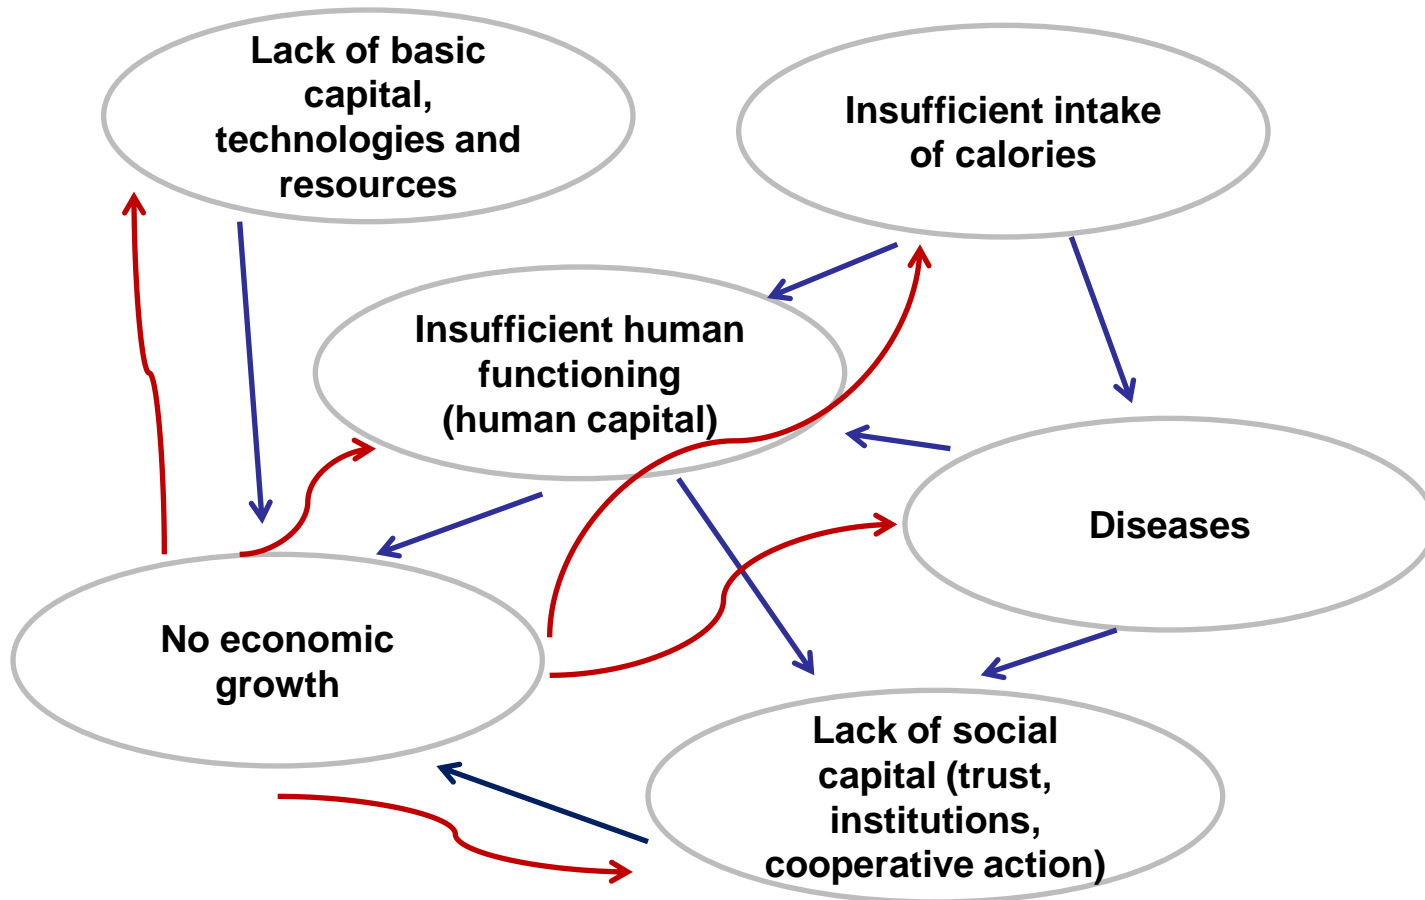 Lack of basic
capital,
technologies and
resources
Insufficient intake
of calories
Insufficient human
functioning
(human capital)
Diseases
No economic
growth
Lack of social
capital (trust,
institutions,
cooperative action)